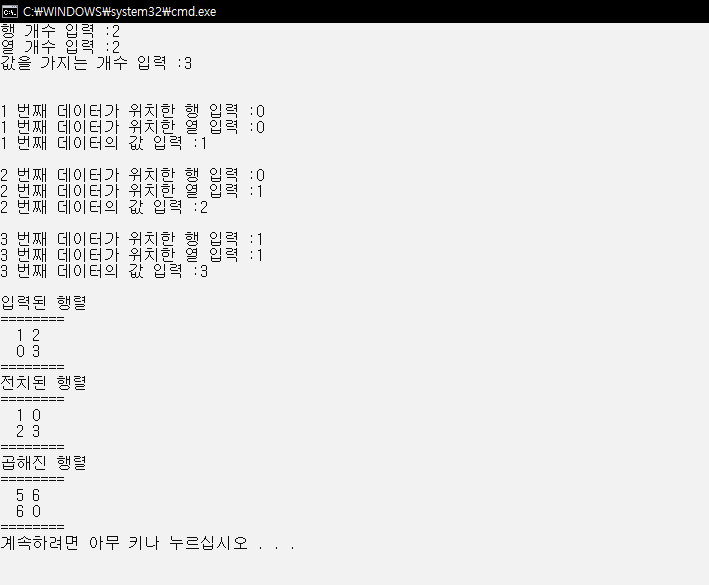 C:\WINDOWS\system32\cmd.exe
행 개수 입력 :2
열 개수 입력 :2
값을 가지는 개수 입력 :3
1 번째 데이터가 위치한 행 입력 :0
1 번째 데이터가 위치한 열 입력 :0
1 번째 데이터의 값 입력 :1
2 번째 데이터가 위치한 행 입력 :0
2 번째 데이터가 위치한 열 입력 :1
2 번째 데이터의 값 입력 :2
3 번째 데이터가 위치한 행 입력 :1
3 번째 데이터가 위치한 열 입력 :1
3 번째 데이터의 값 입력 :3
입력된 행렬
========
1 2
0 3
========
전치된 행렬
========
1 0
2 3
========
곱해진 행렬
========
5 6
6 0
========
계속하려면 아무 키나 누르십시오 . . .